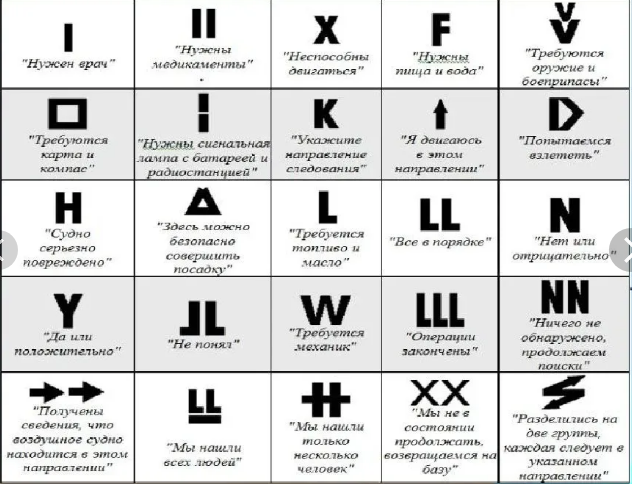 I
"Нужен врач"
II
"Нужны
медикаменты"
X
"Неспособны
двигаться"
F
"Нужны
пища и вода"
"Требуются
оружие и
боеприпасы"
"Требуются
карта и
компас"
"Нужны сигнальная
лампа с батареей и
радиостанцией"
K
"Укажите
направление
следования"
"Я двигаюсь
в этом
направлении"
"Попытаемся
взлететь"
H
"Судно
серьезно
повреждено"
"Здесь можно
безопасно
совершить
посадку"
L
"Требуется
топливо и
масло"
LL
"Все в порядке"
N
"Нет или
отрицательно"
Y
"Да или
положительно"
"Не понял"
W
"Требуется
механик"
LLL
"Операции
закончены"
NN
"Ничего не
обнаружено,
продолжаем
поиски"
"Получены
сведения, что
воздушное судно
находится в этом
направлении"
LL
"Мы нашли
всех людей"
"Мы нашли
только
несколько
человек"
XX
"Мы не в
состоянии
продолжать,
возвращаемся на
базу"
"Разделились на
две группы,
каждая следует в
указанном
направлении"